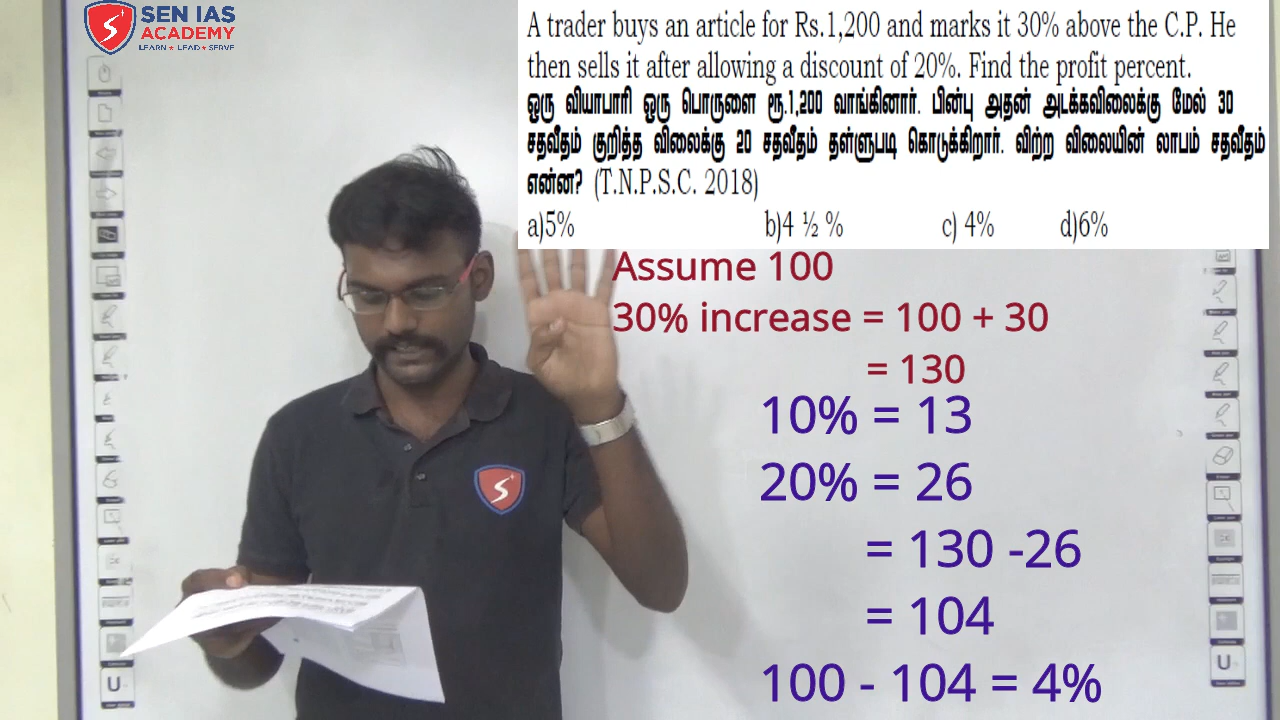 SEN IAS
ACADEMY
LEARN ★ LEAD ★ SERVE
A trader buys an article for Rs.1,200 and marks it 30% above the C.P. He
then sells it after allowing a discount of 20%. Find the profit percent.
ஒரு வியாபாரி ஒரு பொருளை ரூ.1,200 வாங்கினார். பின்பு அதன் அடக்கவிலைக்கு மேல் 30
சதவீதம் குறித்த விலைக்கு 20 சதவீதம் தள்ளுபடி கொடுக்கிறார். விற்ற விலையின் லாபம் சதவீதம்
என்ன? (T.N.P.S.C. 2018)
a)5% b)4 ½ % c) 4% d)6%
Assume 100
30% increase = 100 + 30
= 130
10% = 13
20% = 26
= 130 -26
= 104
100 - 104 = 4%
S
U
U